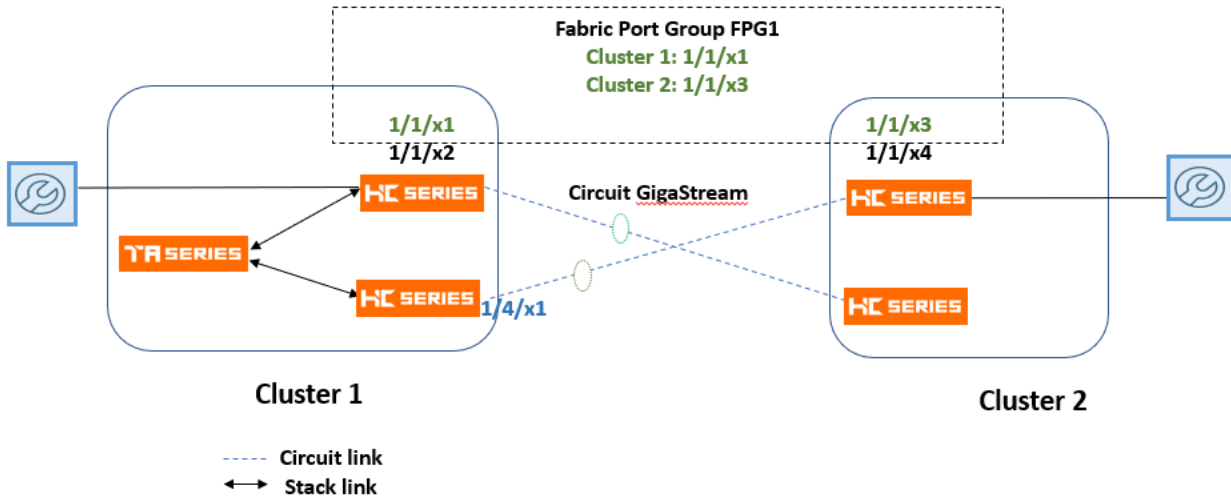 Fabric Port Group FPG1
Cluster 1: 1/1/x1
Cluster 2: 1/1/x3
1/1/x1
1/1/x2
1/1/x3
1/1/x4
HC SERIES
Circuit GigaStream
HC SERIES
TA SERIES
HC SERIES
1/4/x1
HC SERIES
Cluster 1
Cluster 2
Circuit link
Stack link